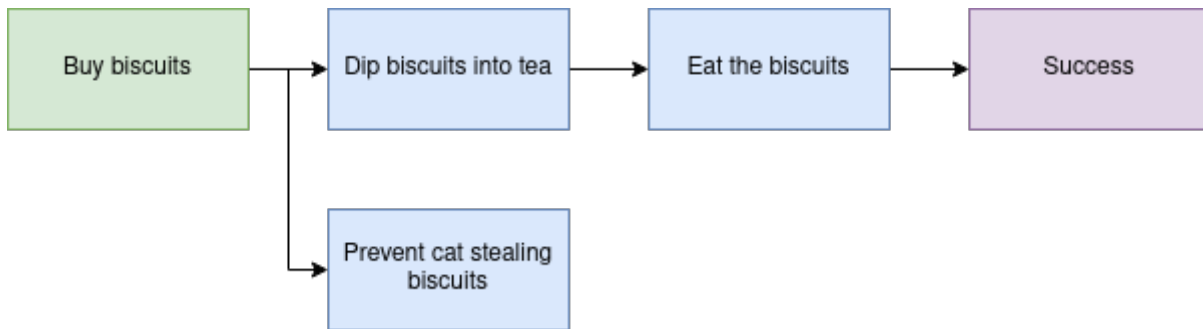 Buy biscuits
Dip biscuits into tea
Eat the biscuits
Success
Prevent cat stealing
biscuits